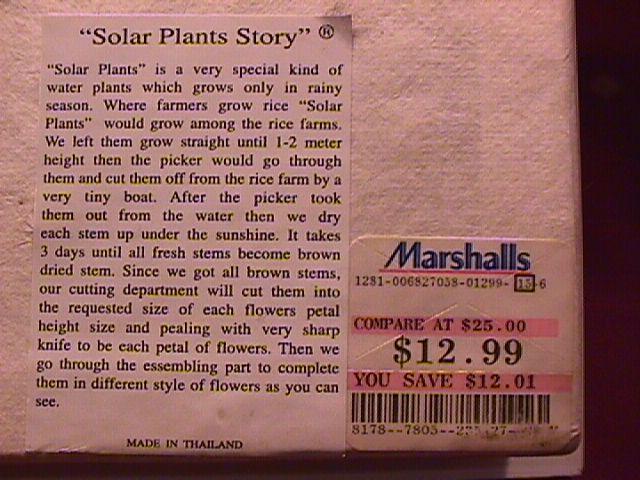 “Solar Plants Story” ®
“Solar Plants” is a very special kind of
water plants which grows only in rainy
season. Where farmers grow rice “Solar
Plants” would grow among the rice farms.
We left them grow straight until 1-2 meter
height then the picker would go through
them and cut them off from the rice farm by a
very tiny boat. After the picker took
them out from the water then we dry
each stem up under the sunshine. It takes
3 days until all fresh stems become brown
dried stem. Since we got all brown stems,
our cutting department will cut them into
the requested size of each flowers petal
height size and pealing with very sharp
knife to be each petal of flowers. Then we
go through the essembling part to complete
them in different style of flowers as you can
see.
MADE IN THAILAND
Marshalls
1281-006827038-01299-15-6
COMPARE AT $25.00
$12.99
YOU SAVE $12.01
8178--7805--